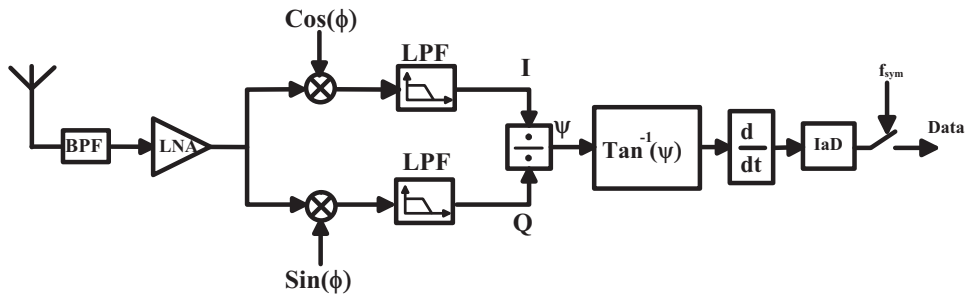 Cos(ϕ)
LPF
I
f_sym
BPF
LNA
ψ
÷
Tan⁻¹(ψ)
d
dt
IaD
Data
LPF
Q
Sin(ϕ)